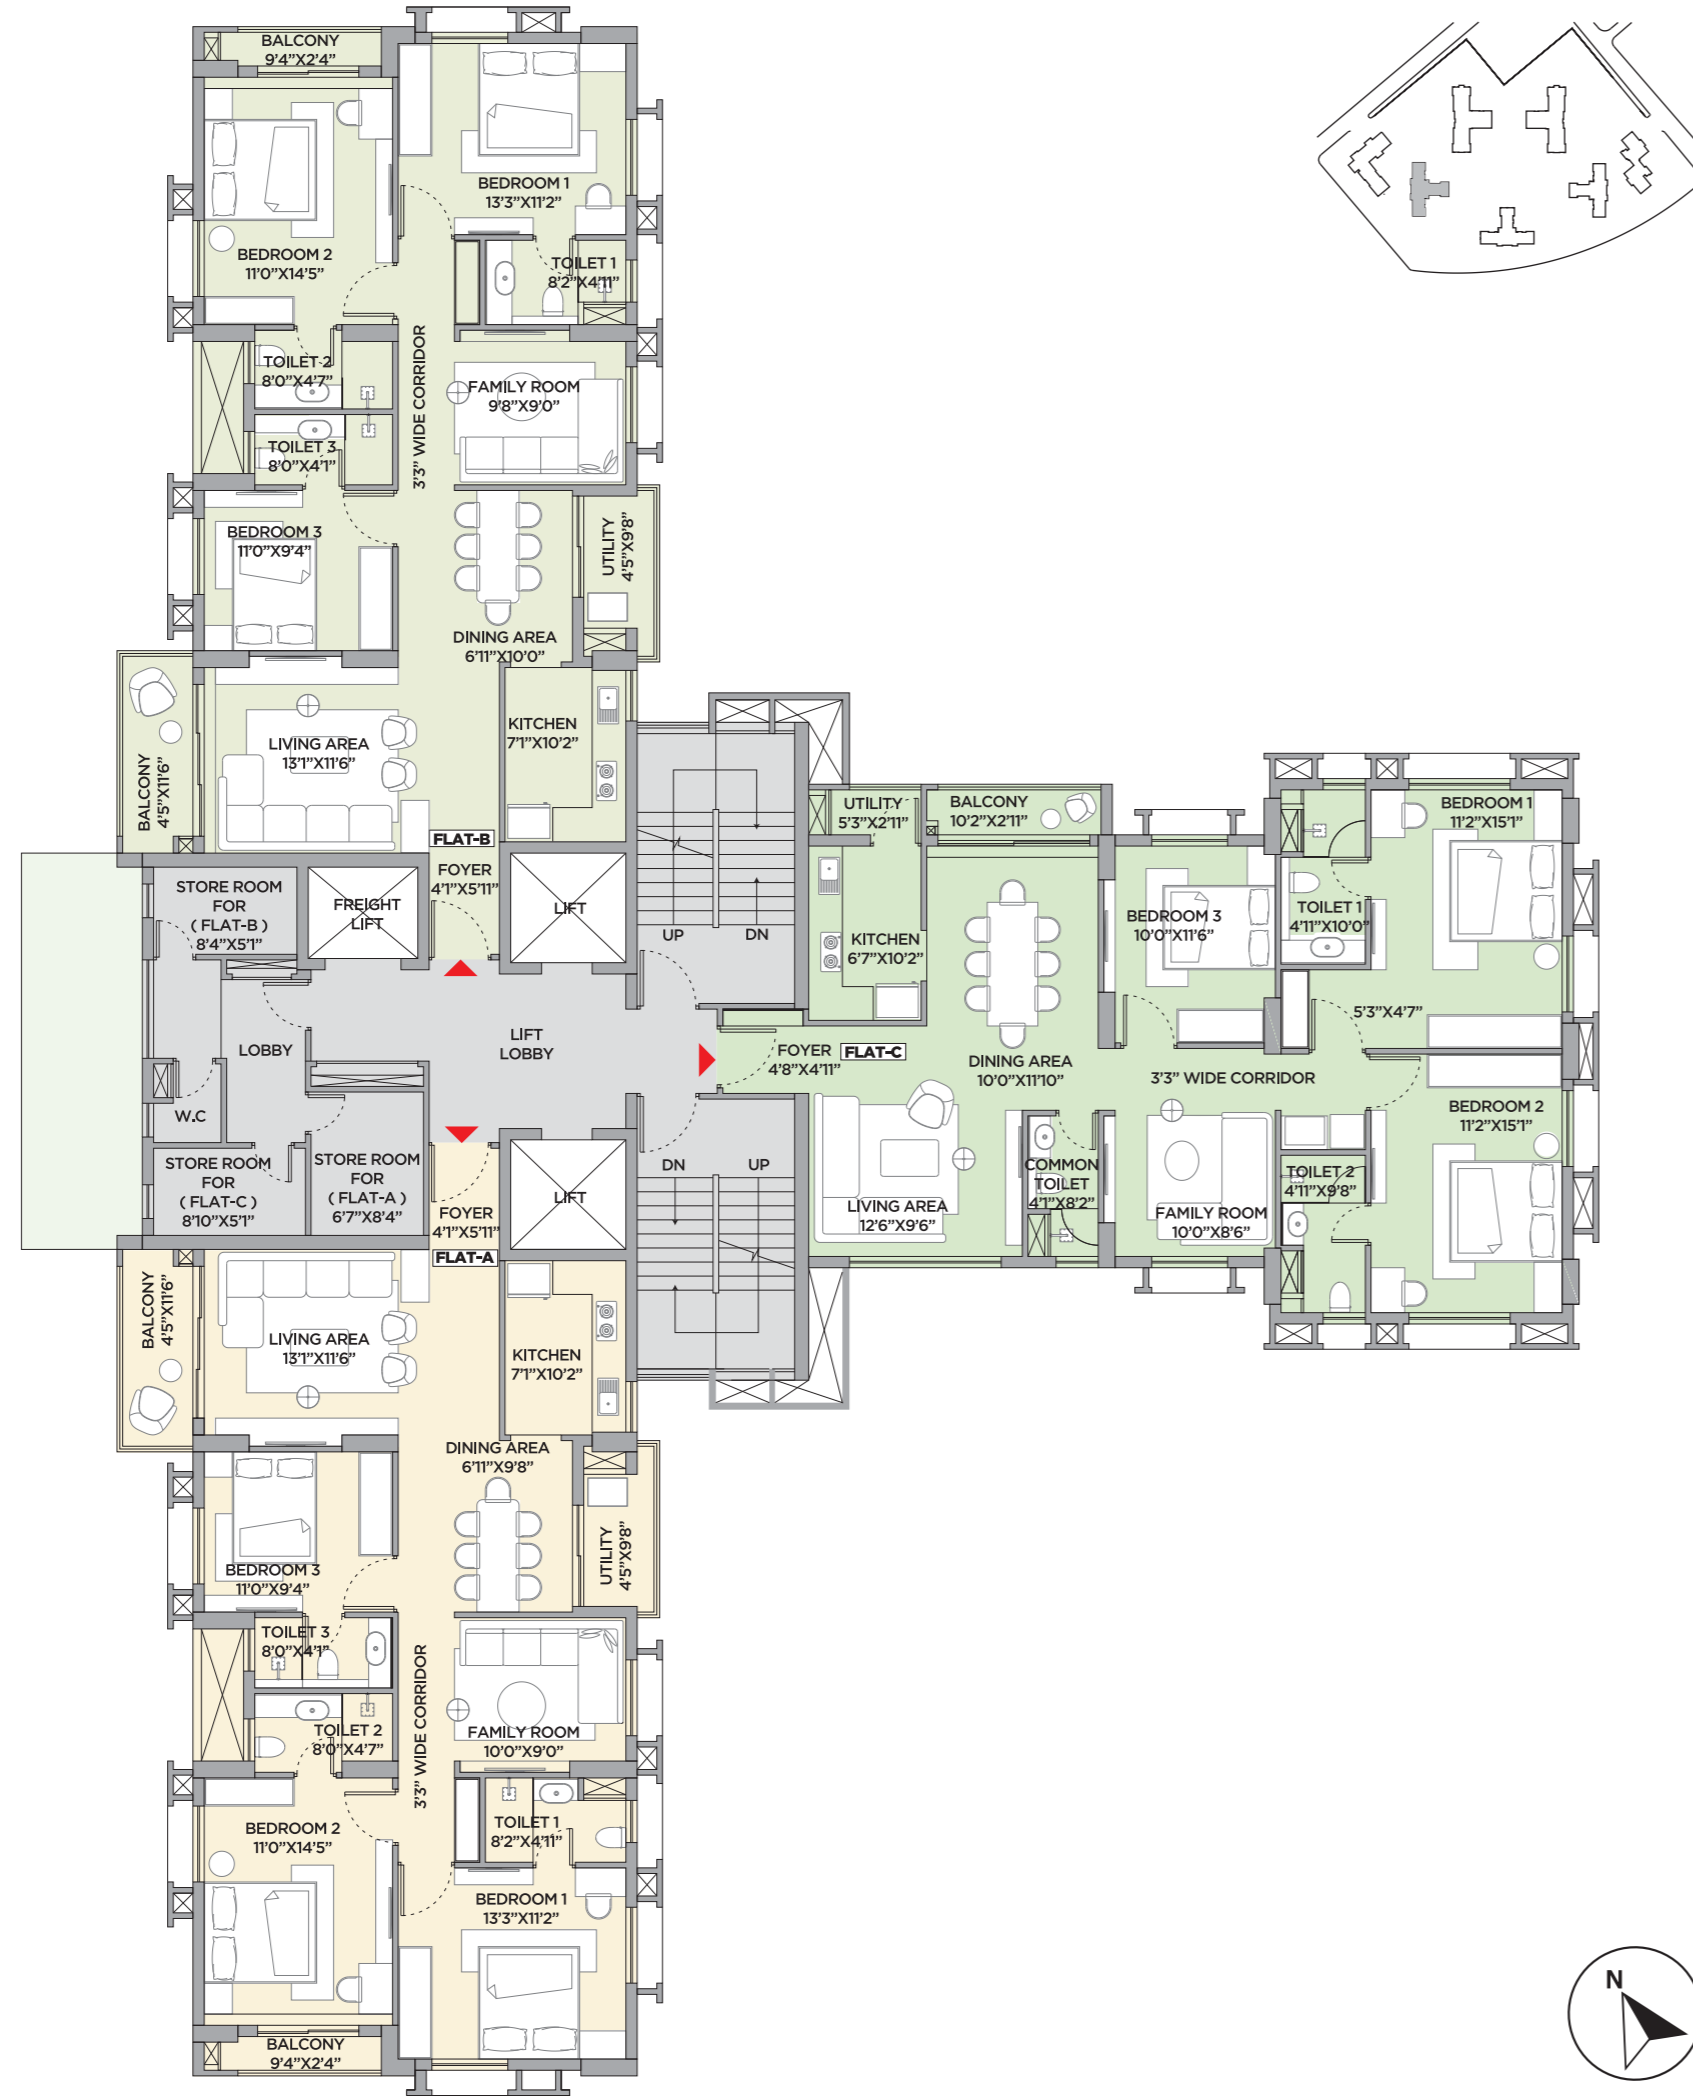 BALCONY
9'4”X2'4”
BEDROOM 1
13'3”X11'2”
BEDROOM 2
11'0”X14'5”
TOILET 1
8'2”X4'11”
TOILET 2
8'0”X4'7”
3'3” WIDE CORRIDOR
FAMILY ROOM
9'8”X9'0”
TOILET 3
8'0”X4'1”
BEDROOM 3
11'0”X9'4”
UTILITY
4'5”X9'8”
DINING AREA
6'11”X10'0”
KITCHEN
7'1”X10'2”
LIVING AREA
13'1”X11'6”
BALCONY
4'5”X11'6”
FLAT-B
FOYER
4'1”X5'11”
STORE ROOM
FOR
( FLAT-B )
8'4”X5'1”
FREIGHT
LIFT
LIFT
UP
DN
UTILITY
5'3”X2'11”
BALCONY
10'2”X2'11”
BEDROOM 1
11'2”X15'1”
KITCHEN
6'7”X10'2”
BEDROOM 3
10'0”X11'6”
TOILET 1
4'11”X10'0”
5'3”X4'7”
LOBBY
LIFT
LOBBY
FOYER
4'8”X4'11”
FLAT-C
DINING AREA
10'0”X11'10”
3'3” WIDE CORRIDOR
BEDROOM 2
11'2”X15'1”
W.C
STORE ROOM
FOR
( FLAT-C )
8'10”X5'1”
STORE ROOM
FOR
( FLAT-A )
6'7”X8'4”
LIFT
DN
UP
COMMON
TOILET
4'1”X8'2”
TOILET 2
4'11”X9'8”
LIVING AREA
12'6”X9'6”
FAMILY ROOM
10'0”X8'6”
FOYER
4'1”X5'11”
FLAT-A
BALCONY
4'5”X11'6”
LIVING AREA
13'1”X11'6”
KITCHEN
7'1”X10'2”
DINING AREA
6'11”X9'8”
UTILITY
4'5”X9'8”
BEDROOM 3
11'0”X9'4”
TOILET 3
8'0”X4'1”
3'3” WIDE CORRIDOR
TOILET 2
8'0”X4'7”
FAMILY ROOM
10'0”X9'0”
BEDROOM 2
11'0”X14'5”
TOILET 1
8'2”X4'11”
BEDROOM 1
13'3”X11'2”
BALCONY
9'4”X2'4”
N